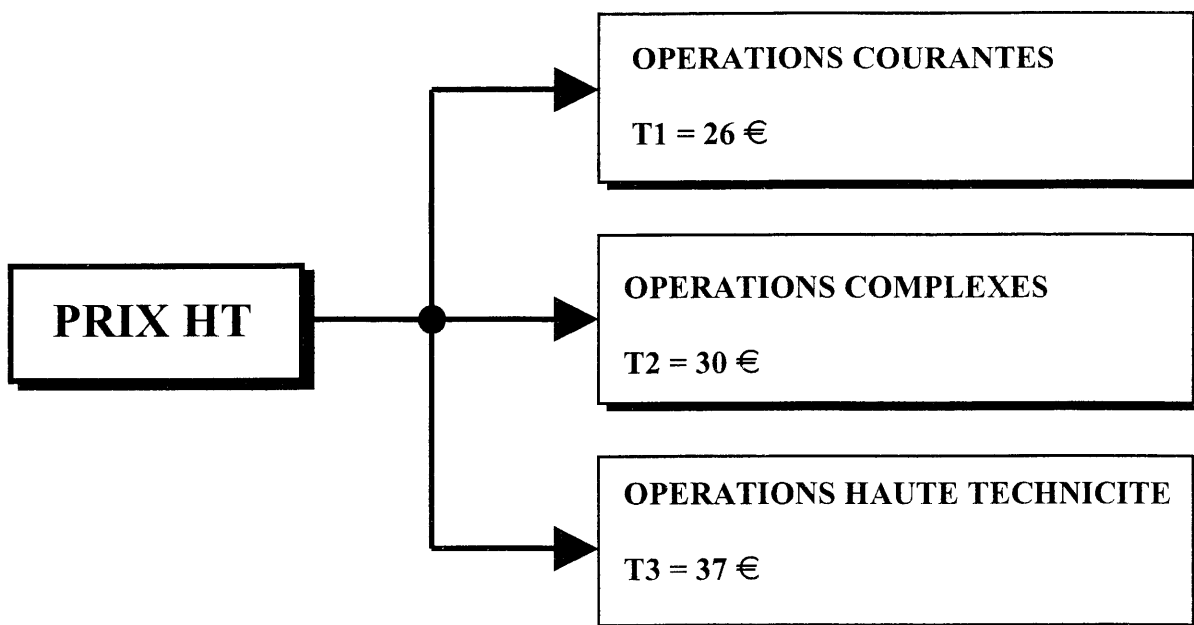 OPERATIONS COURANTES
T1 = 26 €
PRIX HT
OPERATIONS COMPLEXES
T2 = 30 €
OPERATIONS HAUTE TECHNICITE
T3 = 37 €